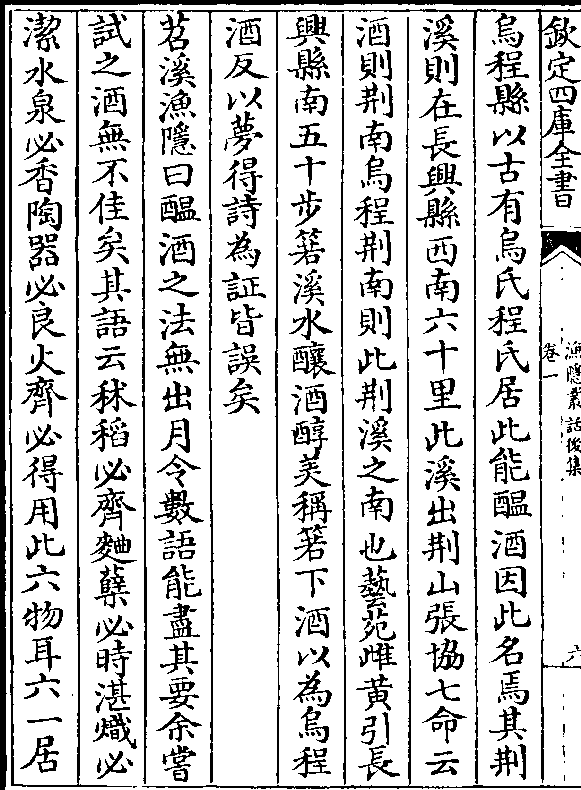 欽定四庫全書
漁隱叢話後集
卷一
六
烏程縣以古有烏氏程氏居此能醖酒因此名焉其荆
溪則在長興縣西南六十里此溪出荆山張協七命云
酒則荆南烏程荆南則此荆溪之南也藝苑雌黄引長
興縣南五十步箬溪水釀酒醇美稱箬下酒以為烏程
酒反以夢得詩為証皆誤矣
苕溪漁隱曰醖酒之法無出月令數語能盡其要余嘗
試之酒無不佳矣其語云秫稻必齊麯蘖必時湛熾必
潔水泉必香陶器必良火齊必得用此六物耳六一居